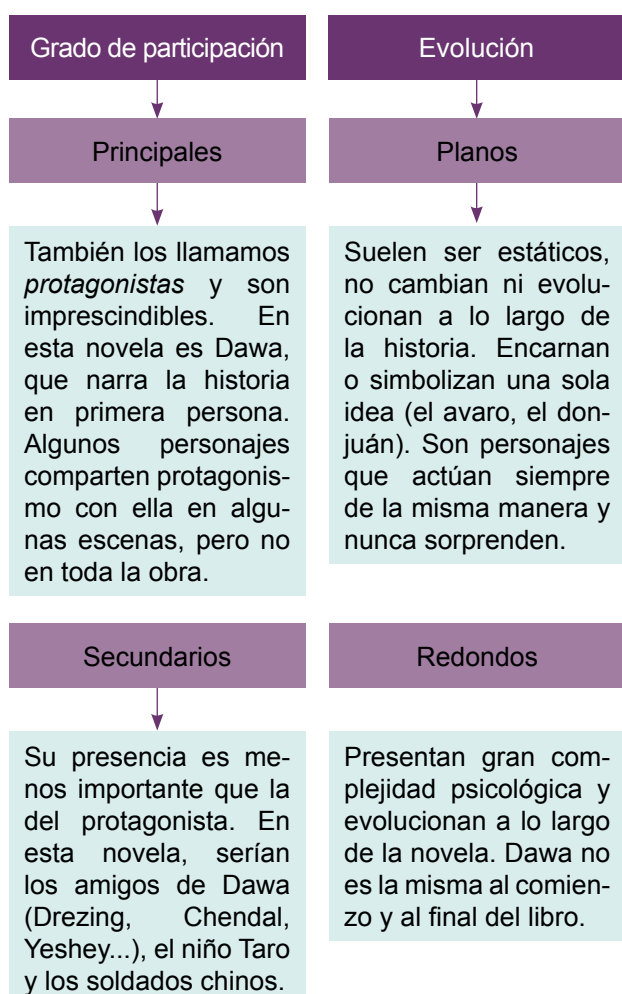 Grado de participación
Principales
También los llamamos
protagonistas y son
imprescindibles. En
esta novela es Dawa,
que narra la historia
en primera persona.
Algunos personajes
comparten protagonis-
mo con ella en algu-
nas escenas, pero no
en toda la obra.
Secundarios
Su presencia es me-
nos importante que la
del protagonista. En
esta novela, serían
los amigos de Dawa
(Drezing, Chendal,
Yeshey...), el niño Taro
y los soldados chinos.
Evolución
Planos
Suelen ser estáticos,
no cambian ni evolu-
cionan a lo largo de
la historia. Encarnan
o simbolizan una sola
idea (el avaro, el don-
juán). Son personajes
que actúan siempre
de la misma manera y
nunca sorprenden.
Redondos
Presentan gran com-
plejidad psicológica y
evolucionan a lo largo
de la novela. Dawa no
es la misma al comien-
zo y al final del libro.